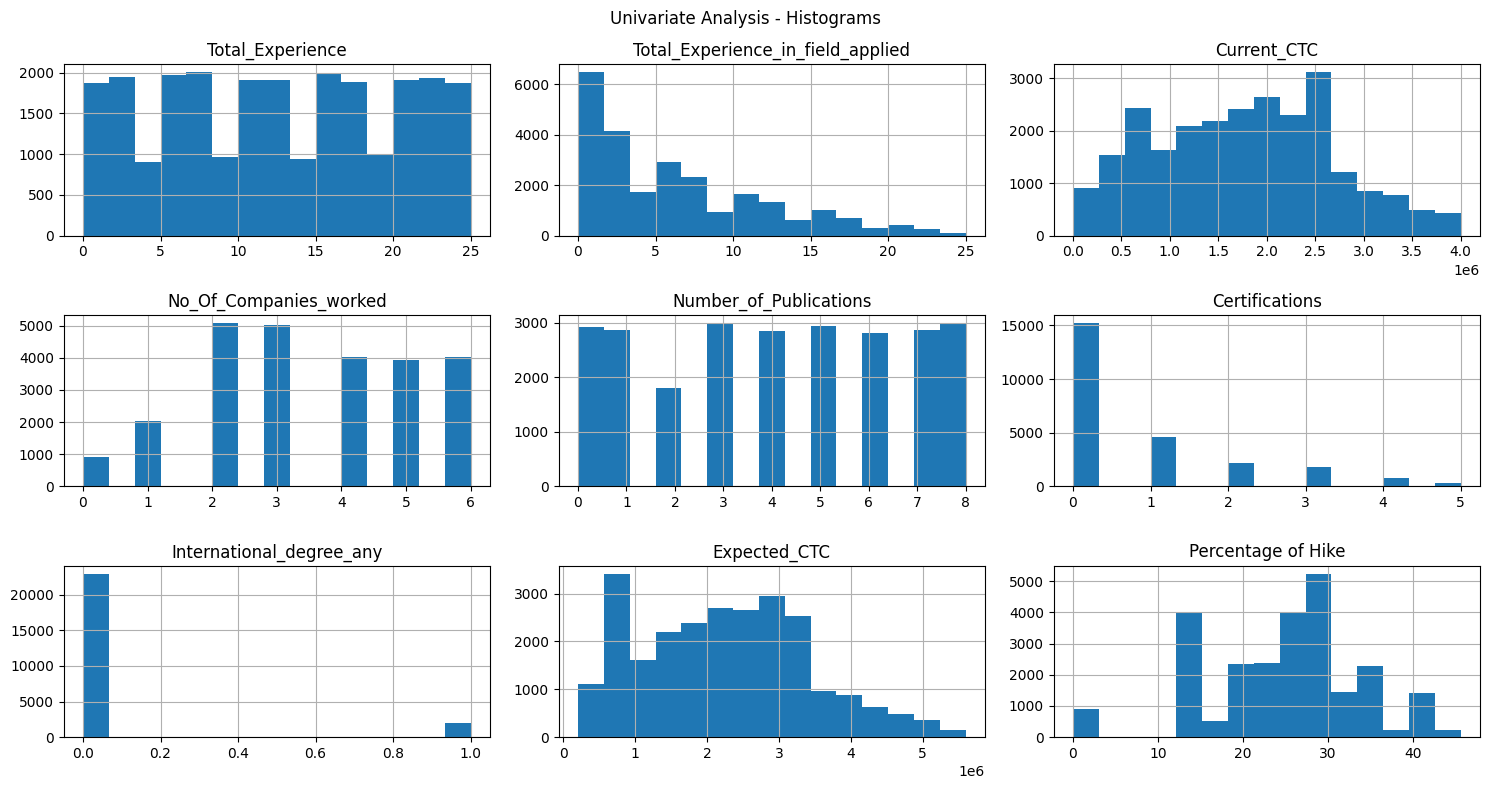 Univariate Analysis - Histograms
Total_Experience
2000
1500
1000
500
0
0 5 10 15 20 25
Total_Experience_in_field_applied
6000
4000
2000
0
0 5 10 15 20 25
Current_CTC
3000
2000
1000
0
0.0 0.5 1.0 1.5 2.0 2.5 3.0 3.5 4.0
1e6
No_Of_Companies_worked
5000
4000
3000
2000
1000
0
0 1 2 3 4 5 6
Number_of_Publications
3000
2000
1000
0
0 1 2 3 4 5 6 7 8
Certifications
15000
10000
5000
0
0 1 2 3 4 5
International_degree_any
20000
15000
10000
5000
0
0.0 0.2 0.4 0.6 0.8 1.0
Expected_CTC
3000
2000
1000
0
0 1 2 3 4 5
1e6
Percentage of Hike
5000
4000
3000
2000
1000
0
0 10 20 30 40